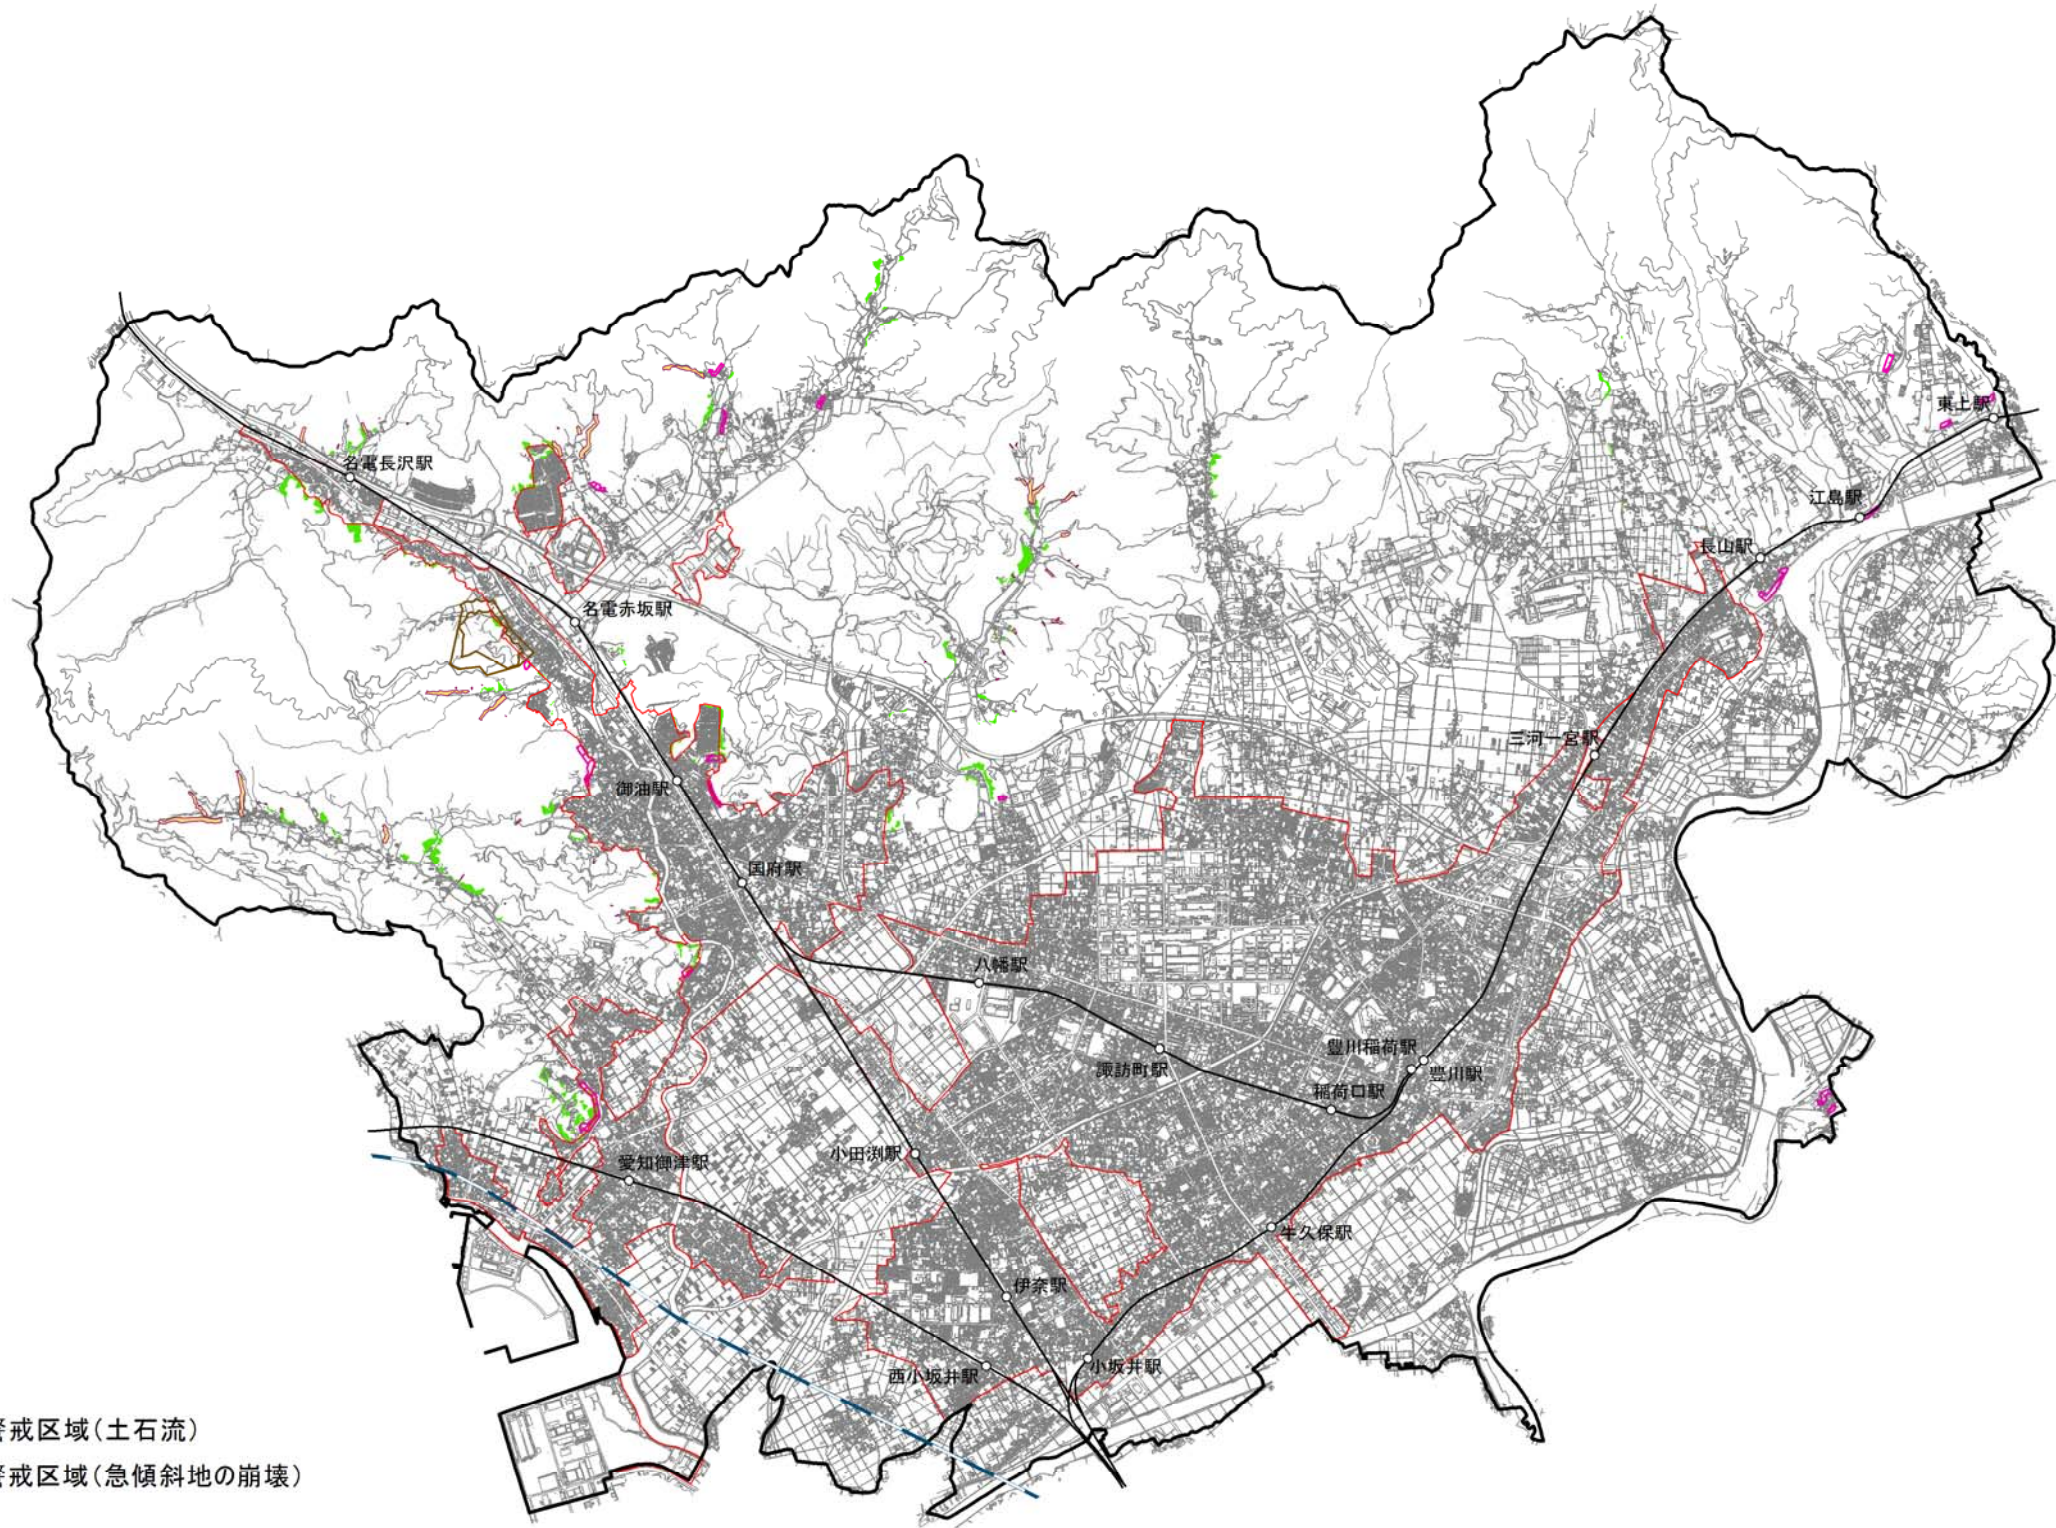 東上駅
名電長沢駅
江島駅
長山駅
名電赤坂駅
三河一宮駅
御油駅
国府駅
八幡駅
豊川稲荷駅
諏訪町駅
豊川駅
稲荷口駅
小田渕駅
愛知御津駅
牛久保駅
伊奈駅
小坂井駅
西小坂井駅
警戒区域(土石流)
警戒区域(急傾斜地の崩壊)